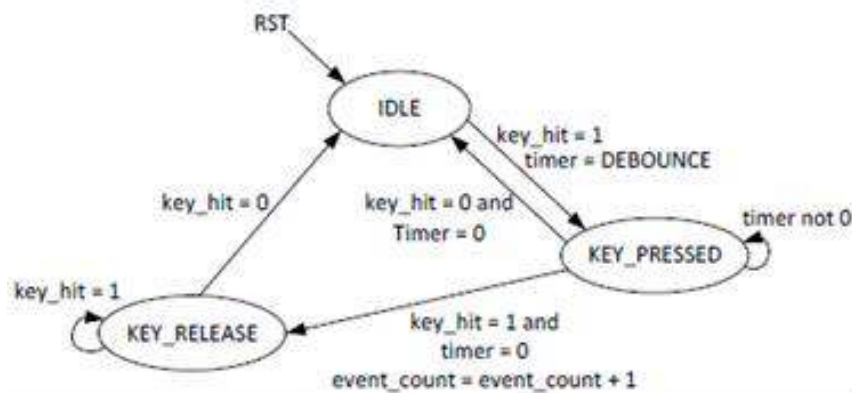 RST
IDLE
key_hit = 1
timer = DEBOUNCE
key_hit = 0
key_hit = 0 and
Timer = 0
timer not 0
KEY_PRESSED
key_hit = 1
KEY_RELEASE
key_hit = 1 and
timer = 0
event_count = event_count + 1